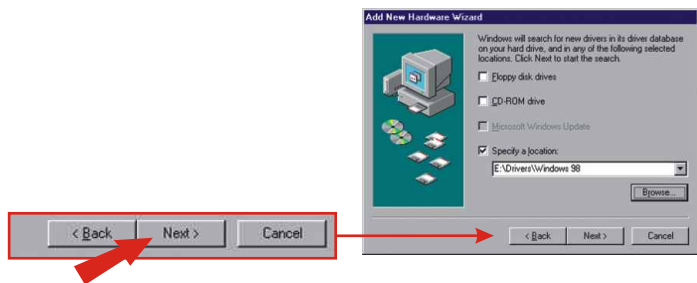 Add New Hardware Wizard
Windows will search for new drivers in its driver database
on your hard drive, and in any of the following selected
locations. Click Next to start the search.
Floppy disk drives
CD-ROM drive
Microsoft Windows Update
Specify a location:
E:\Drivers\Windows 98
Browse...
< Back Next > Cancel
< Back Next > Cancel